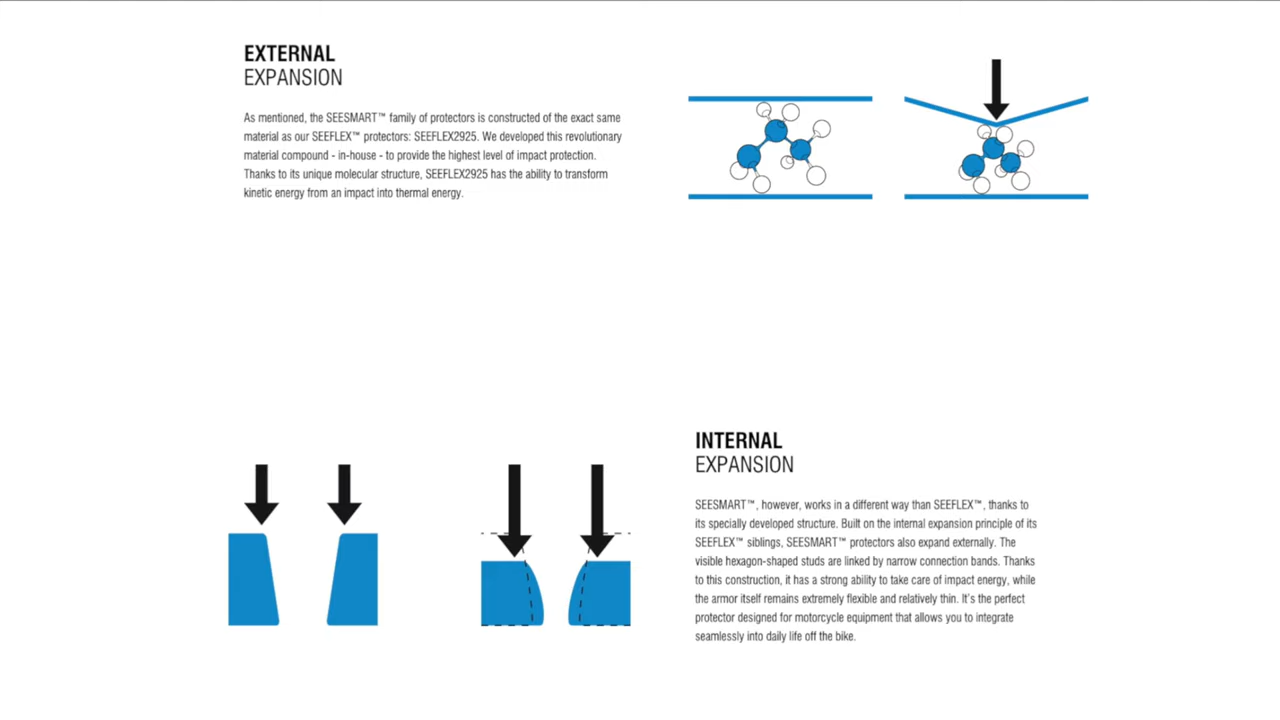 EXTERNAL
EXPANSION
As mentioned, the SEESMART™ family of protectors is constructed of the exact same
material as our SEEFLEX™ protectors: SEEFLEX2925. We developed this revolutionary
material compound - in-house - to provide the highest level of impact protection.
Thanks to its unique molecular structure, SEEFLEX2925 has the ability to transform
kinetic energy from an impact into thermal energy.
INTERNAL
EXPANSION
SEESMART™, however, works in a different way than SEEFLEX™, thanks to
its specially developed structure. Built on the internal expansion principle of its
SEEFLEX™ siblings, SEESMART™ protectors also expand externally. The
visible hexagon-shaped studs are linked by narrow connection bands. Thanks
to this construction, it has a strong ability to take care of impact energy, while
the armor itself remains extremely flexible and relatively thin. It's the perfect
protector designed for motorcycle equipment that allows you to integrate
seamlessly into daily life off the bike.